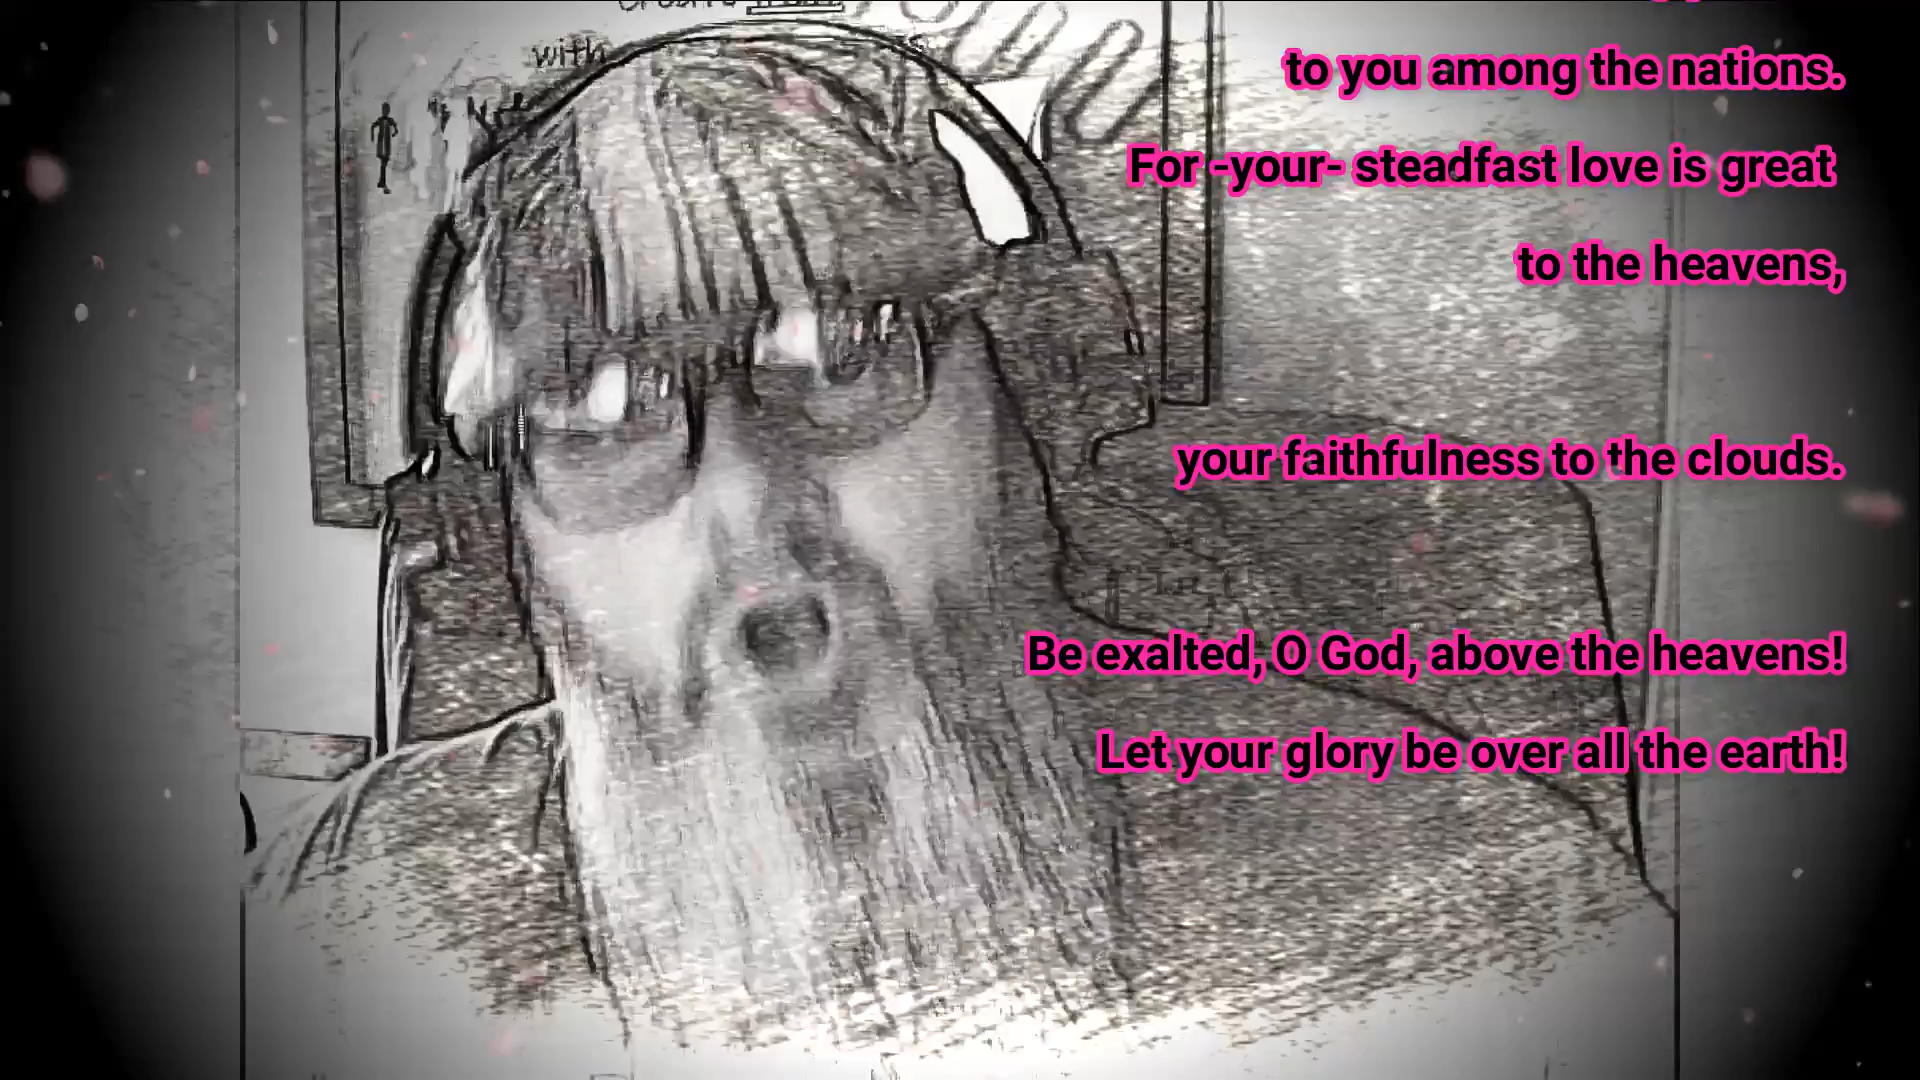 with
to you among the nations.
For -your- steadfast love is great
to the heavens,
your faithfulness to the clouds.
Be exalted, O God, above the heavens!
Let your glory be over all the earth!